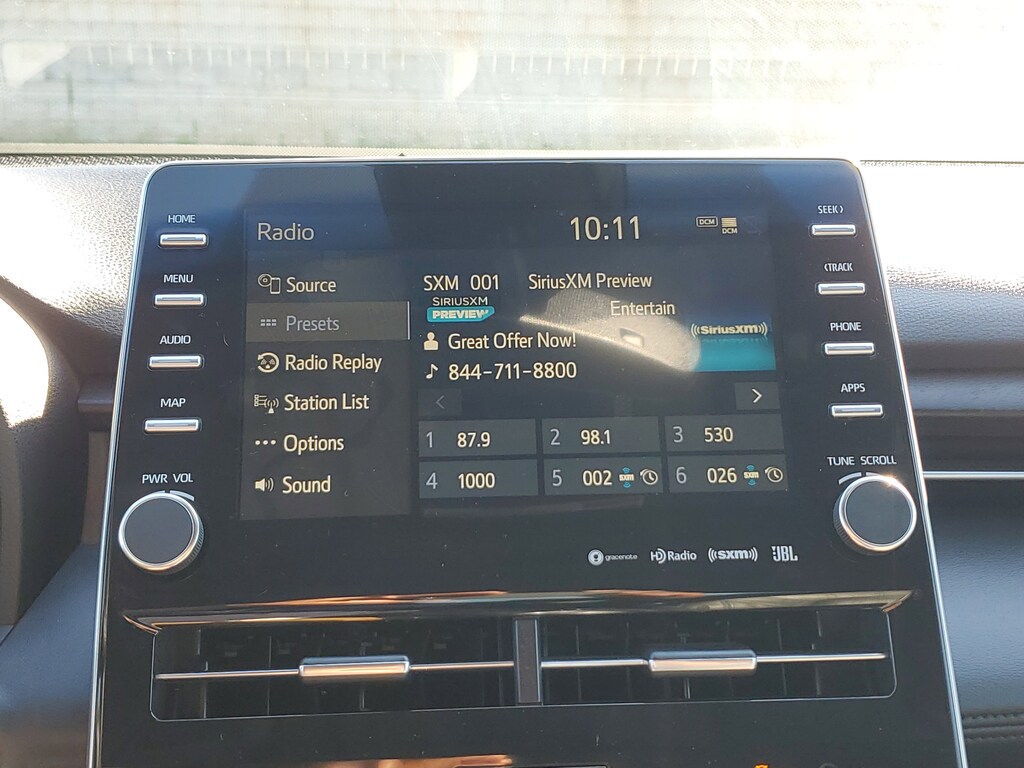 HOME
MENU
AUDIO
MAP
PWR VOL
Radio
10:11
DCM
DCM
Source
Presets
Radio Replay
Station List
Options
Sound
SXM 001 SiriusXM Preview
SIRIUSXM
PREVIEW
Entertain
((SiriusXM))
Great Offer Now!
844-711-8800
< >
1 87.9
2 98.1
3 530
4 1000
5 002 SXM
6 026 SXM
SEEK >
< TRACK
PHONE
APPS
TUNE SCROLL
gracenote
HD Radio
((SXM))
JBL